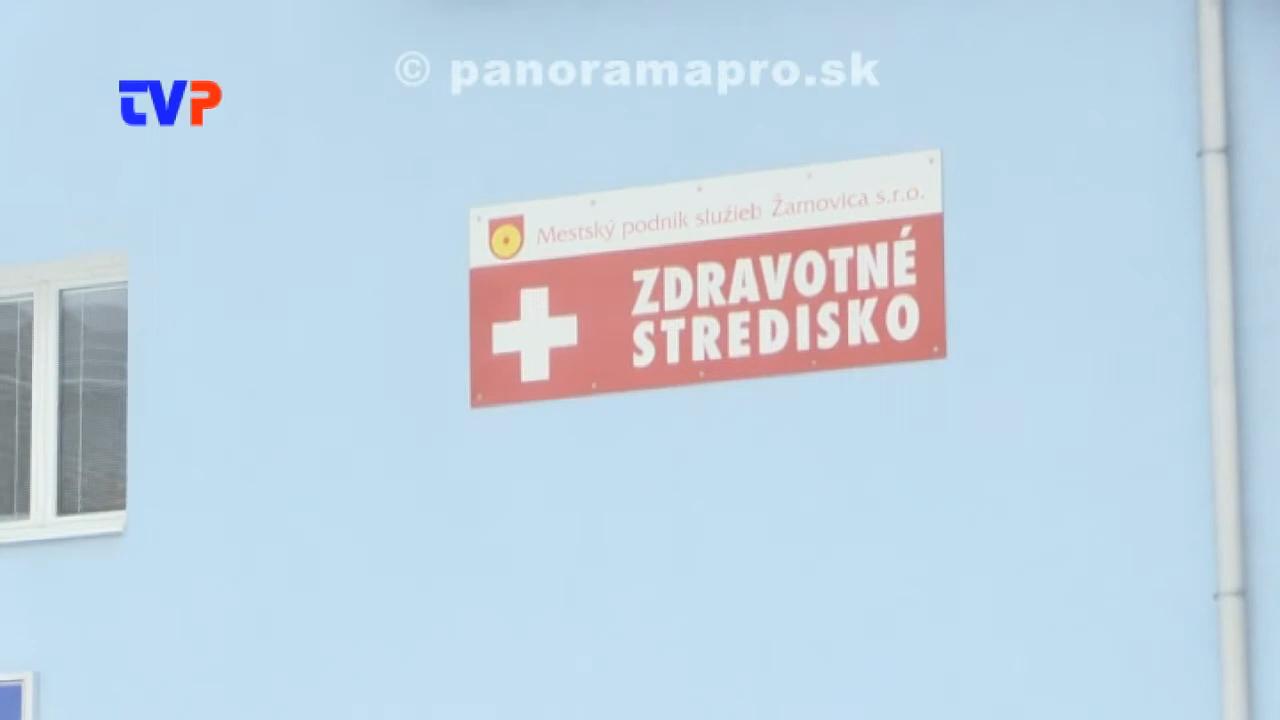 © panoramapro.sk
TVP
Mestský podnik služieb Žarnovica s.r.o.
ZDRAVOTNÉ
STREDISKO